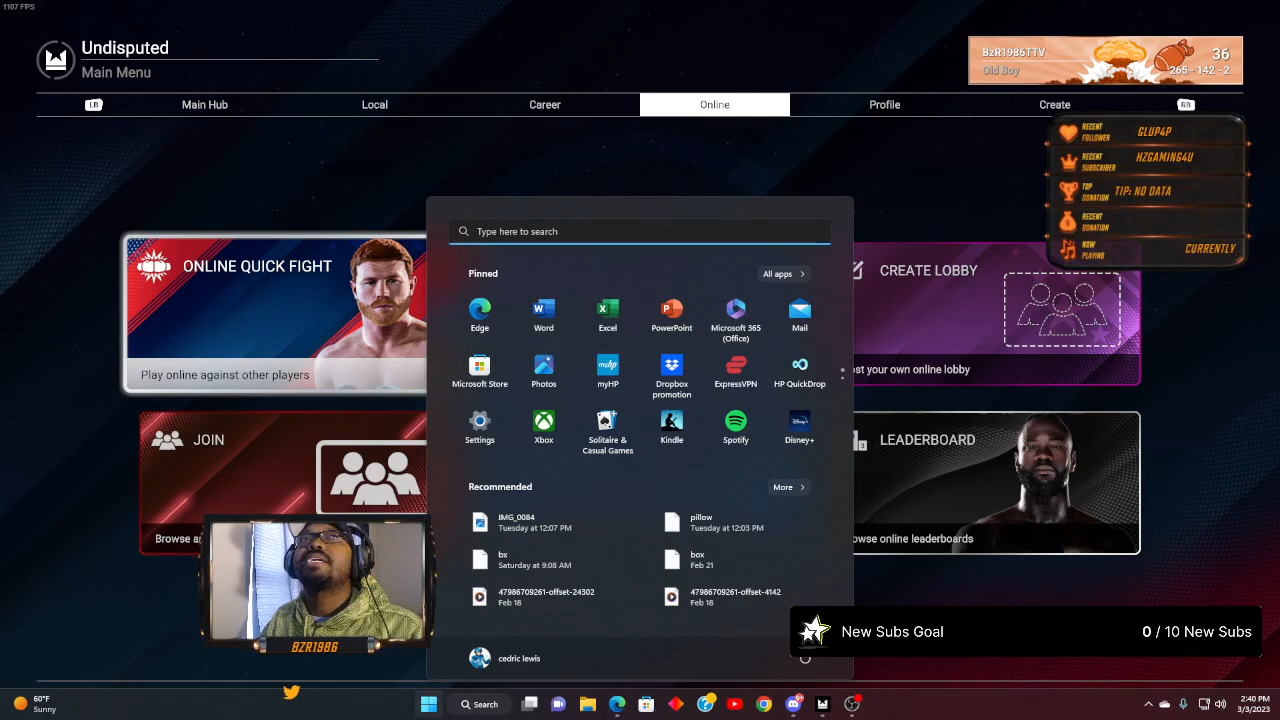 1107 FPS
Undisputed
Main Menu
BzR1986TTV
Old Boy
36
265 - 142 - 2
LB
Main Hub
Local
Career
Online
Profile
Create
RB
RECENT FOLLOWER
GLUP4P
RECENT SUBSCRIBER
HZGAMING4U
TOP DONATION
TIP: NO DATA
RECENT DONATION
NOW PLAYING
CURRENTLY
ONLINE QUICK FIGHT
Play online against other players
CREATE LOBBY
ost your own online lobby
JOIN
Browse a
LEADERBOARD
owse online leaderboards
Type here to search
Pinned
All apps
Edge
Word
Excel
PowerPoint
Microsoft 365
(Office)
Mail
Microsoft Store
Photos
myHP
Dropbox
promotion
ExpressVPN
HP QuickDrop
Settings
Xbox
Solitaire &
Casual Games
Kindle
Spotify
Disney+
Recommended
More
IMG_0084
Tuesday at 12:07 PM
pillow
Tuesday at 12:03 PM
bx
Saturday at 9:08 AM
box
Feb 21
47986709261-offset-24302
Feb 18
47986709261-offset-4142
Feb 18
cedric lewis
BZR1986
New Subs Goal
0 / 10 New Subs
60°F
Sunny
Search
2:40 PM
3/3/2023